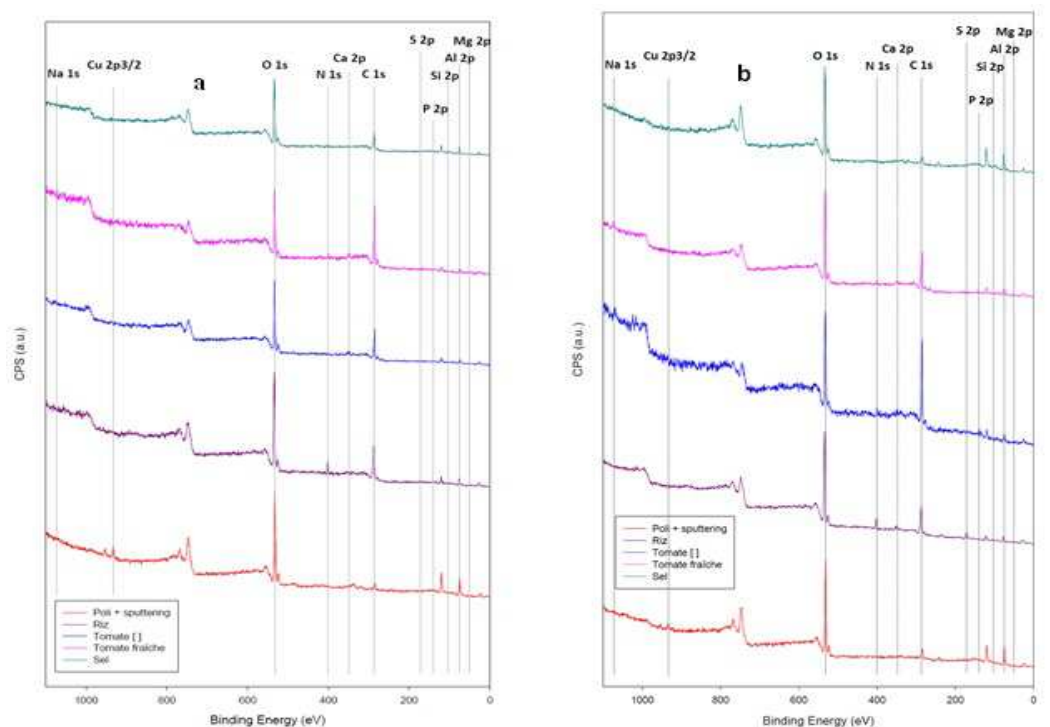 a
S 2p Mg 2p
Ca 2p Al 2p
Cu 2p3/2 O 1s
Na 1s N 1s C 1s Si 2p
P 2p
CPS (a.u.)
Poli + sputtering
Riz
Tomate [ ]
Tomate fraîche
Sel
1000 800 600 400 200 0
Binding Energy (eV)
b
S 2p Mg 2p
Ca 2p Al 2p
Cu 2p3/2 O 1s
Na 1s N 1s C 1s Si 2p
P 2p
CPS (a.u.)
Poli + sputtering
Riz
Tomate [ ]
Tomate fraîche
Sel
1000 800 600 400 200 0
Binding Energy (eV)